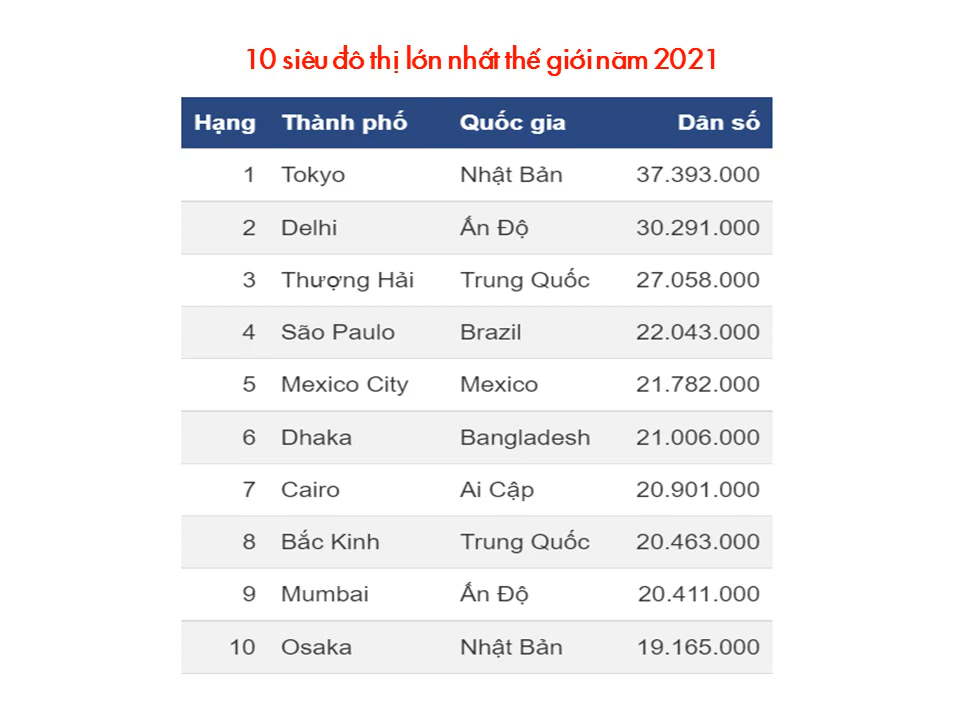 10 siêu đô thị lớn nhất thế giới năm 2021
Hạng Thành phố Quốc gia Dân số
1 Tokyo Nhật Bản 37.393.000
2 Delhi Ấn Độ 30.291.000
3 Thượng Hải Trung Quốc 27.058.000
4 São Paulo Brazil 22.043.000
5 Mexico City Mexico 21.782.000
6 Dhaka Bangladesh 21.006.000
7 Cairo Ai Cập 20.901.000
8 Bắc Kinh Trung Quốc 20.463.000
9 Mumbai Ấn Độ 20.411.000
10 Osaka Nhật Bản 19.165.000